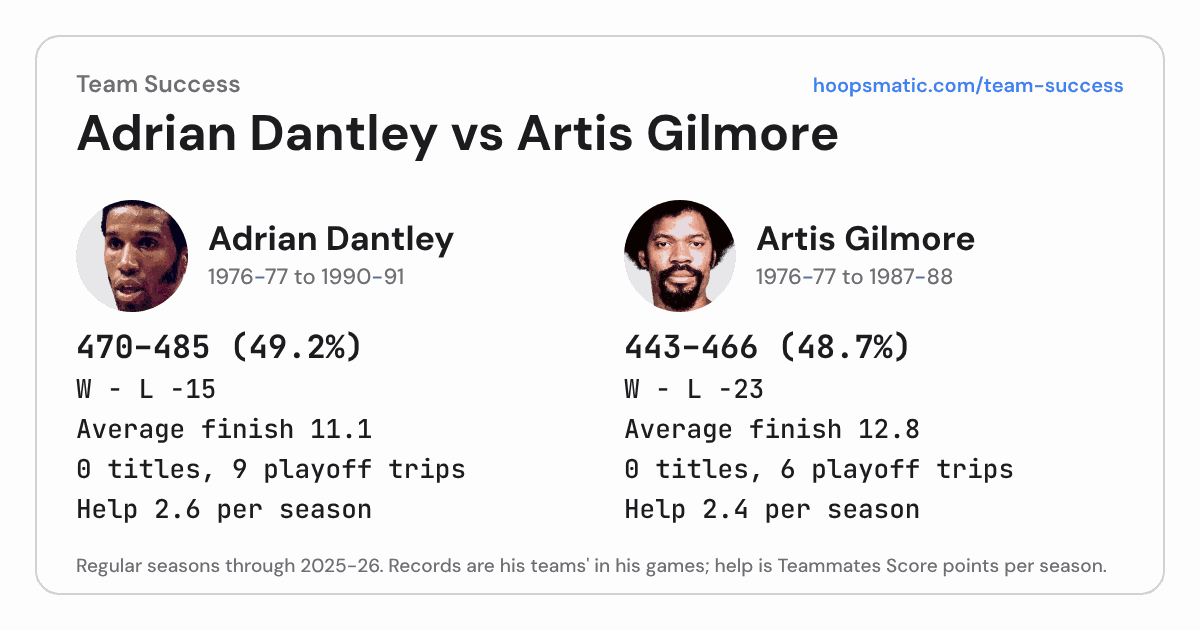 Team Success
hoopsmatic.com/team-success
Adrian Dantley vs Artis Gilmore
Adrian Dantley
1976–77 to 1990–91
470–485 (49.2%)
W - L -15
Average finish 11.1
0 titles, 9 playoff trips
Help 2.6 per season
Artis Gilmore
1976–77 to 1987–88
443–466 (48.7%)
W - L -23
Average finish 12.8
0 titles, 6 playoff trips
Help 2.4 per season
Regular seasons through 2025-26. Records are his teams' in his games; help is Teammates Score points per season.